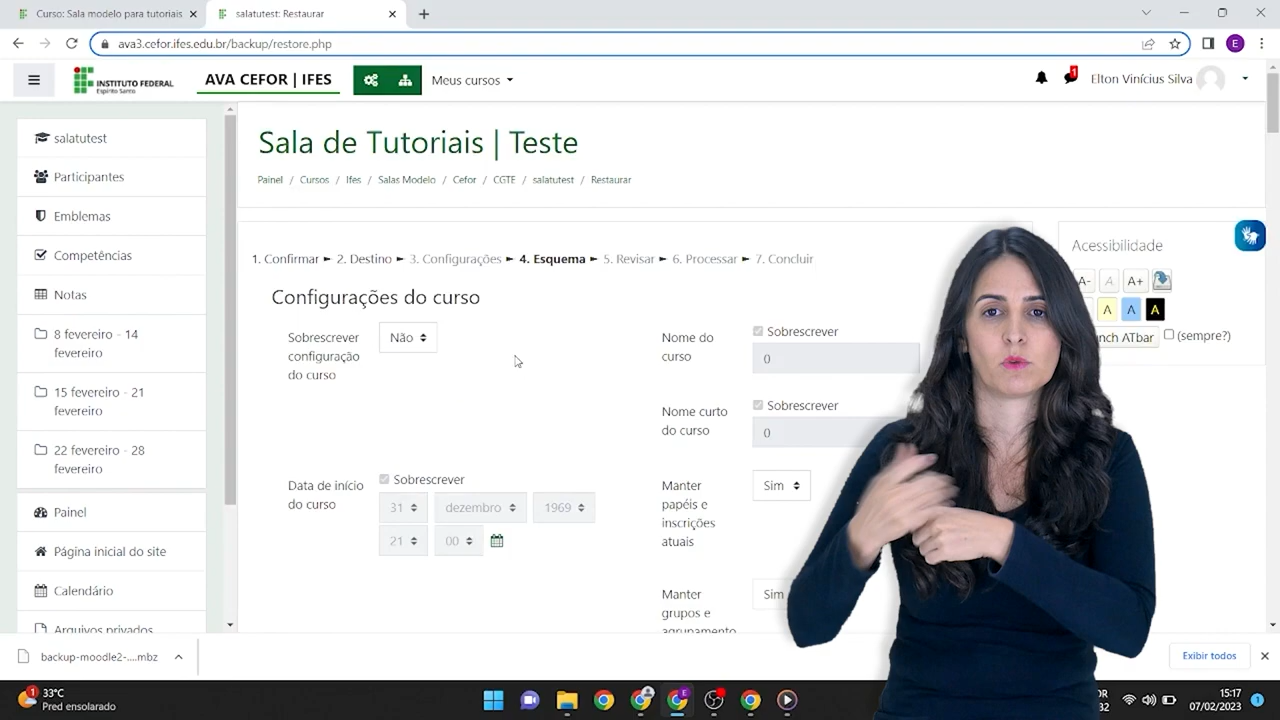 Curso: Sala modelo para tutoriais
salatutest: Restaurar
ava3.cefor.ifes.edu.br/backup/restore.php
E
INSTITUTO FEDERAL
Espírito Santo
AVA CEFOR | IFES
Meus cursos
1
Elton Vinícius Silva
salatutest
Participantes
Emblemas
Competências
Notas
8 fevereiro - 14
fevereiro
15 fevereiro - 21
fevereiro
22 fevereiro - 28
fevereiro
Painel
Página inicial do site
Calendário
Arquivos privados
Sala de Tutoriais | Teste
Painel / Cursos / Ifes / Salas Modelo / Cefor / CGTE / salatutest / Restaurar
1. Confirmar ► 2. Destino ► 3. Configurações ► 4. Esquema ► 5. Revisar ► 6. Processar ► 7. Concluir
Configurações do curso
Sobrescrever
configuração
do curso
Não
Nome do
curso
Sobrescrever
()
Nome curto
do curso
Sobrescrever
()
Data de início
do curso
Sobrescrever
31 dezembro 1969
21 00
Manter
papéis e
inscrições
atuais
Sim
Manter
grupos e
agrupamento
Sim
Acessibilidade
A- A A+
A A A
ATbar
(sempre?)
backup-moodle2-....mbz
Exibir todos
1
33°C
Pred ensolarado
E
15:17
07/02/2023
1